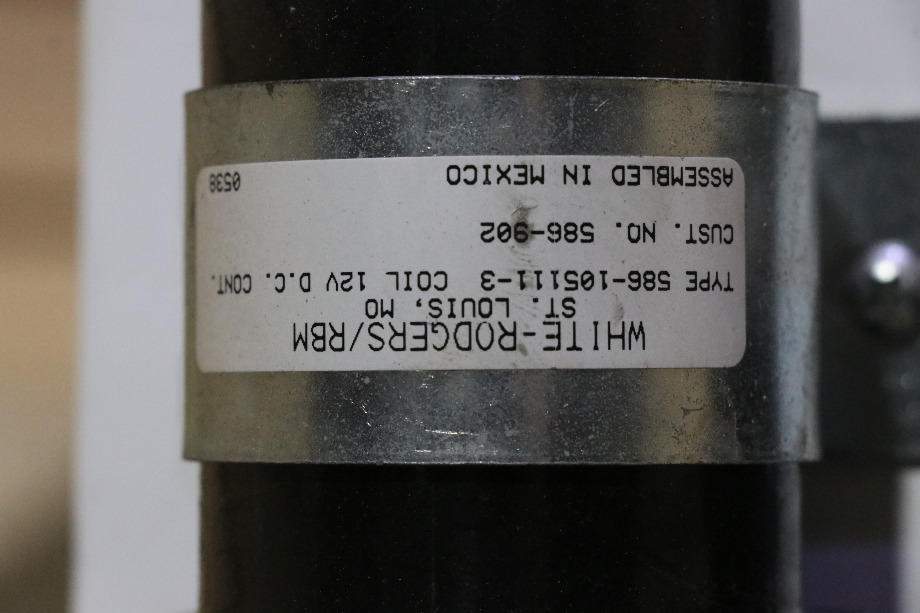 WHITE-RODGERS/RBM
ST. LOUIS, MO
TYPE 586-105111-3 COIL 12V D.C. CONT.
CUST. NO. 586-902
ASSEMBLED IN MEXICO 0538